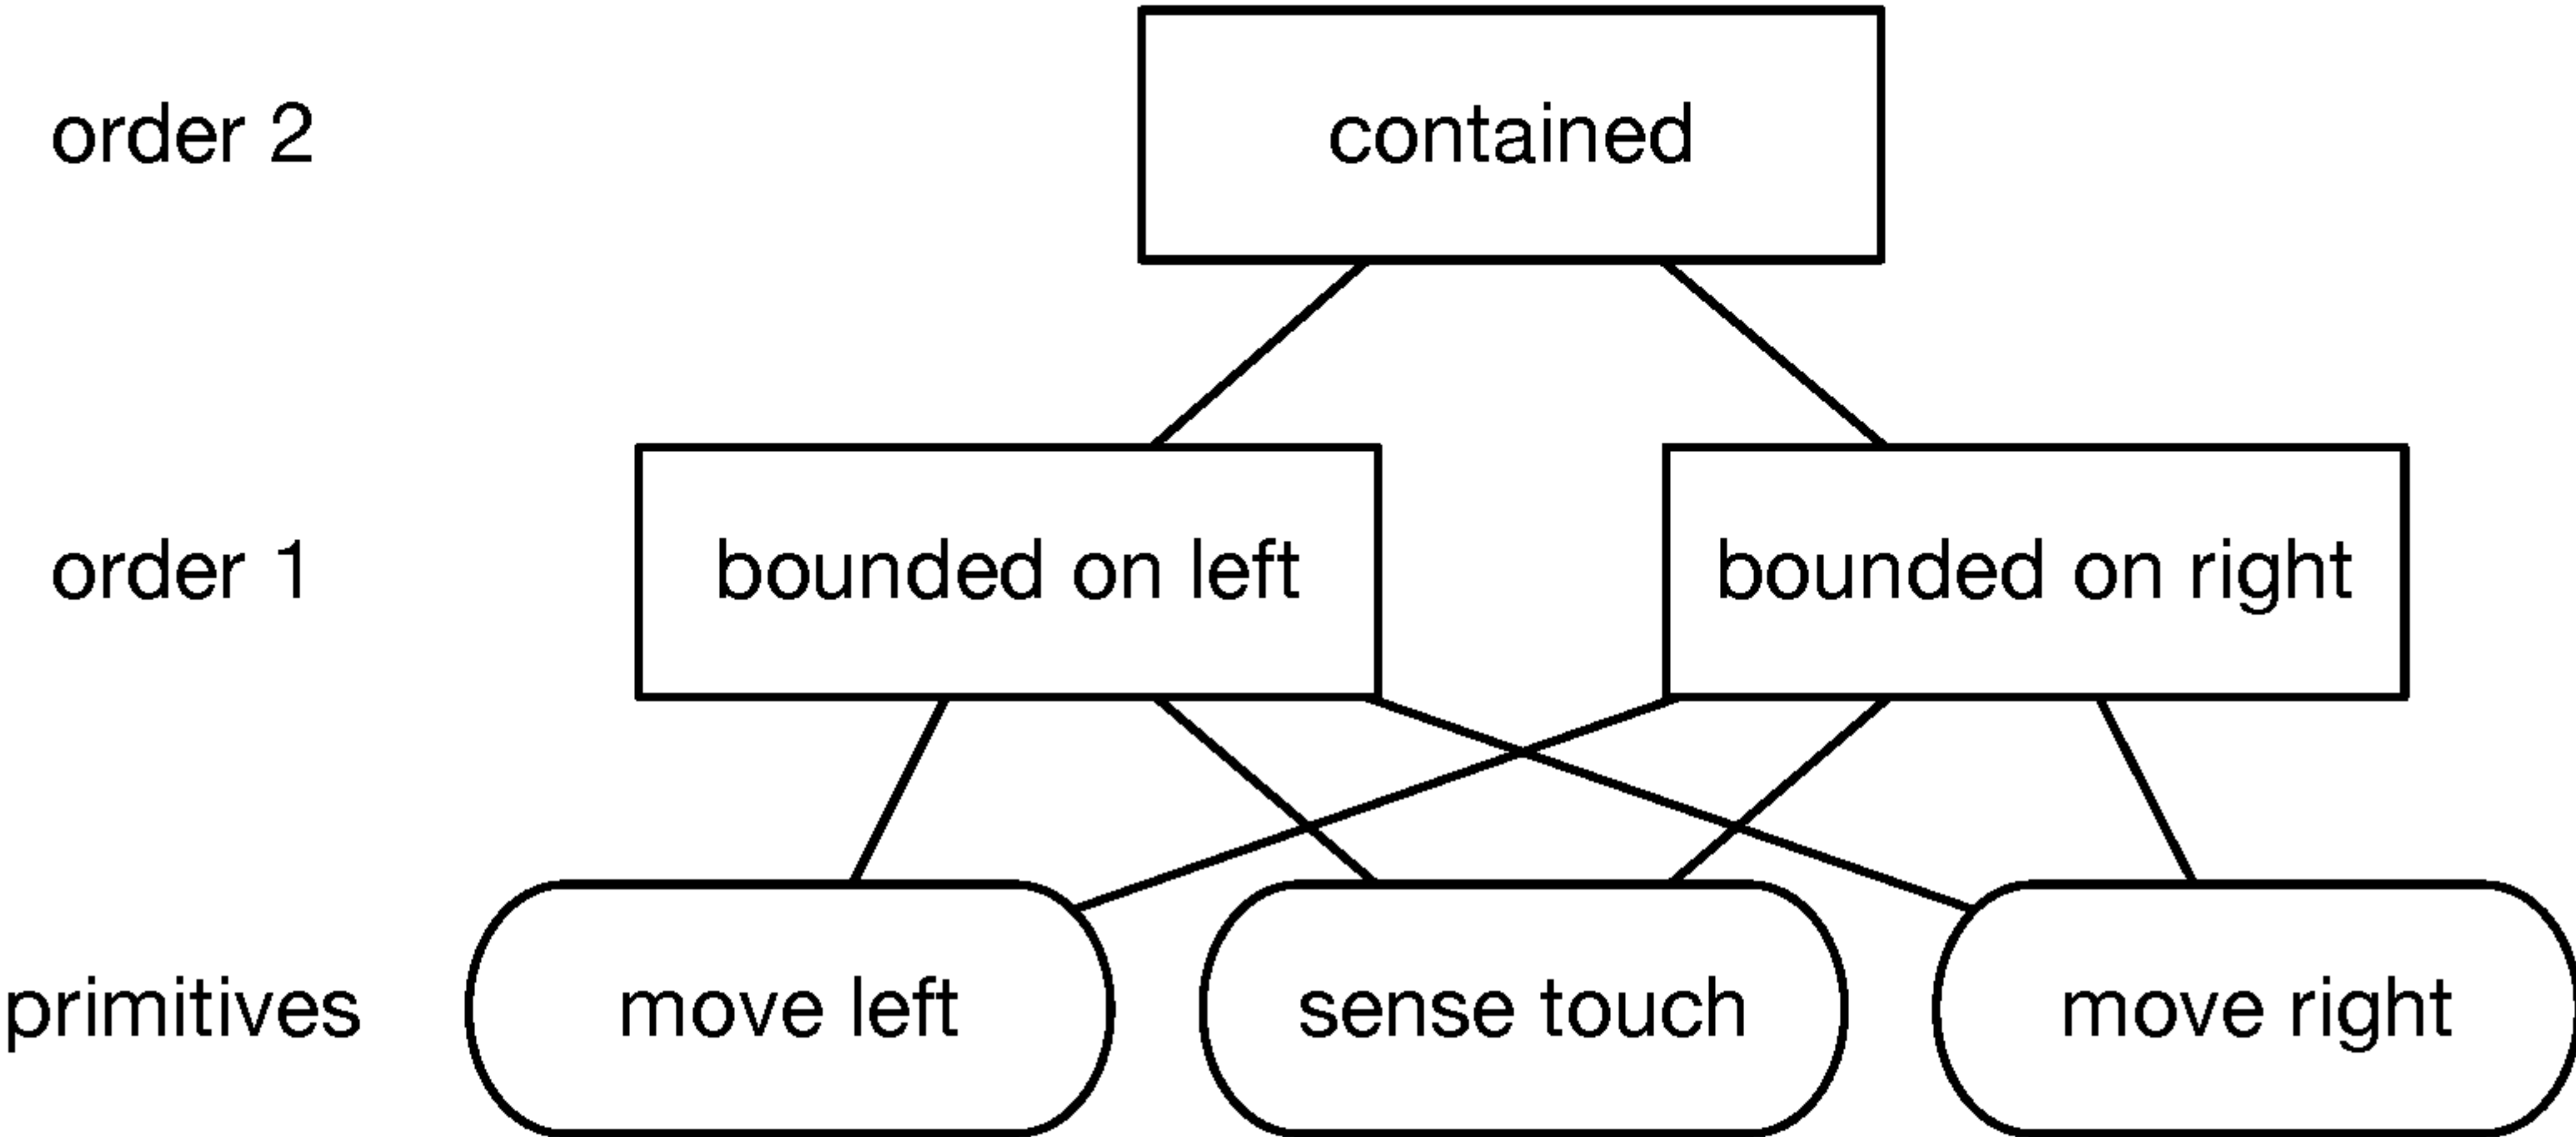 order 2
contained
order 1
bounded on left
bounded on right
primitives
move left
sense touch
move right